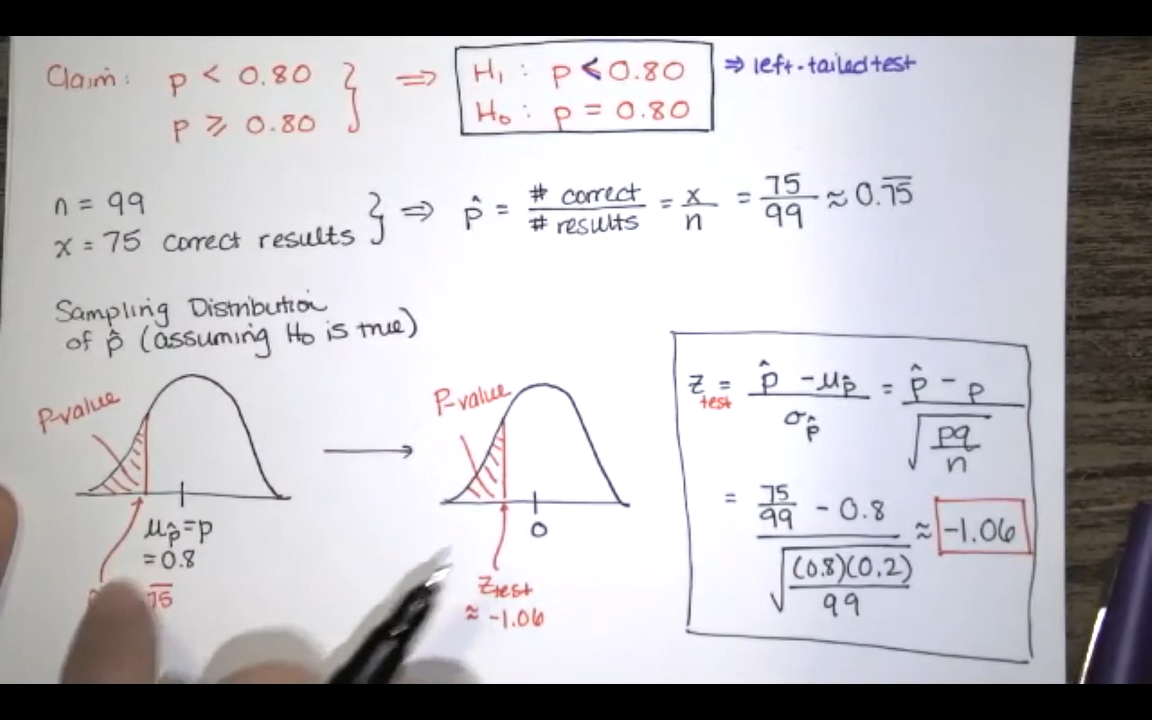 Claim: p < 0.80
p ≥ 0.80
⇒ H₁ : p < 0.80
H₀ : p = 0.80
⇒ left-tailed test
n = 99
x = 75 correct results
⇒ p̂ = # correct / # results = x / n = 75 / 99 ≈ 0.7̅5̅
Sampling Distribution
of p̂ (assuming H₀ is true)
P-value
μp̂ = p
= 0.8
7̅5̅
P-value
0
z test
≈ -1.06
z test = (p̂ - μp̂) / σp̂ = (p̂ - p) / √(pq / n)
= (75/99 - 0.8) / √((0.8)(0.2) / 99) ≈ -1.06